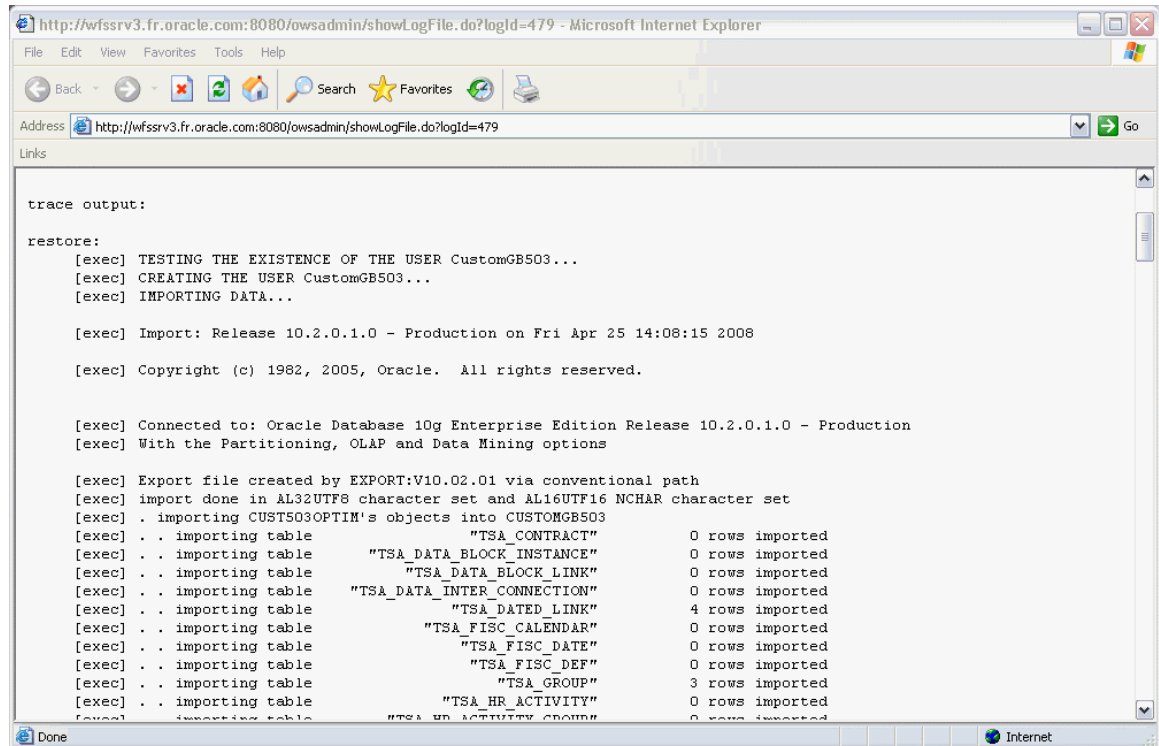 http://wfssrv3.fr.oracle.com:8080/owsadmin/showLogFile.do?logId=479 - Microsoft Internet Explorer
File Edit View Favorites Tools Help
Back Search Favorites
Address http://wfssrv3.fr.oracle.com:8080/owsadmin/showLogFile.do?logId=479 Go
Links
trace output:
restore:
[exec] TESTING THE EXISTENCE OF THE USER CustomGB503...
[exec] CREATING THE USER CustomGB503...
[exec] IMPORTING DATA...
[exec] Import: Release 10.2.0.1.0 - Production on Fri Apr 25 14:08:15 2008
[exec] Copyright (c) 1982, 2005, Oracle.  All rights reserved.
[exec] Connected to: Oracle Database 10g Enterprise Edition Release 10.2.0.1.0 - Production
[exec] With the Partitioning, OLAP and Data Mining options
[exec] Export file created by EXPORT:V10.02.01 via conventional path
[exec] import done in AL32UTF8 character set and AL16UTF16 NCHAR character set
[exec] . importing CUST503OPTIM's objects into CUSTOMGB503
[exec] . . importing table "TSA_CONTRACT" 0 rows imported
[exec] . . importing table "TSA_DATA_BLOCK_INSTANCE" 0 rows imported
[exec] . . importing table "TSA_DATA_BLOCK_LINK" 0 rows imported
[exec] . . importing table "TSA_DATA_INTER_CONNECTION" 0 rows imported
[exec] . . importing table "TSA_DATED_LINK" 4 rows imported
[exec] . . importing table "TSA_FISC_CALENDAR" 0 rows imported
[exec] . . importing table "TSA_FISC_DATE" 0 rows imported
[exec] . . importing table "TSA_FISC_DEF" 0 rows imported
[exec] . . importing table "TSA_GROUP" 3 rows imported
[exec] . . importing table "TSA_HR_ACTIVITY" 0 rows imported
[exec] . . importing table "TSA_HR_ACTIVITY_GROUP" 0 rows imported
Done Internet